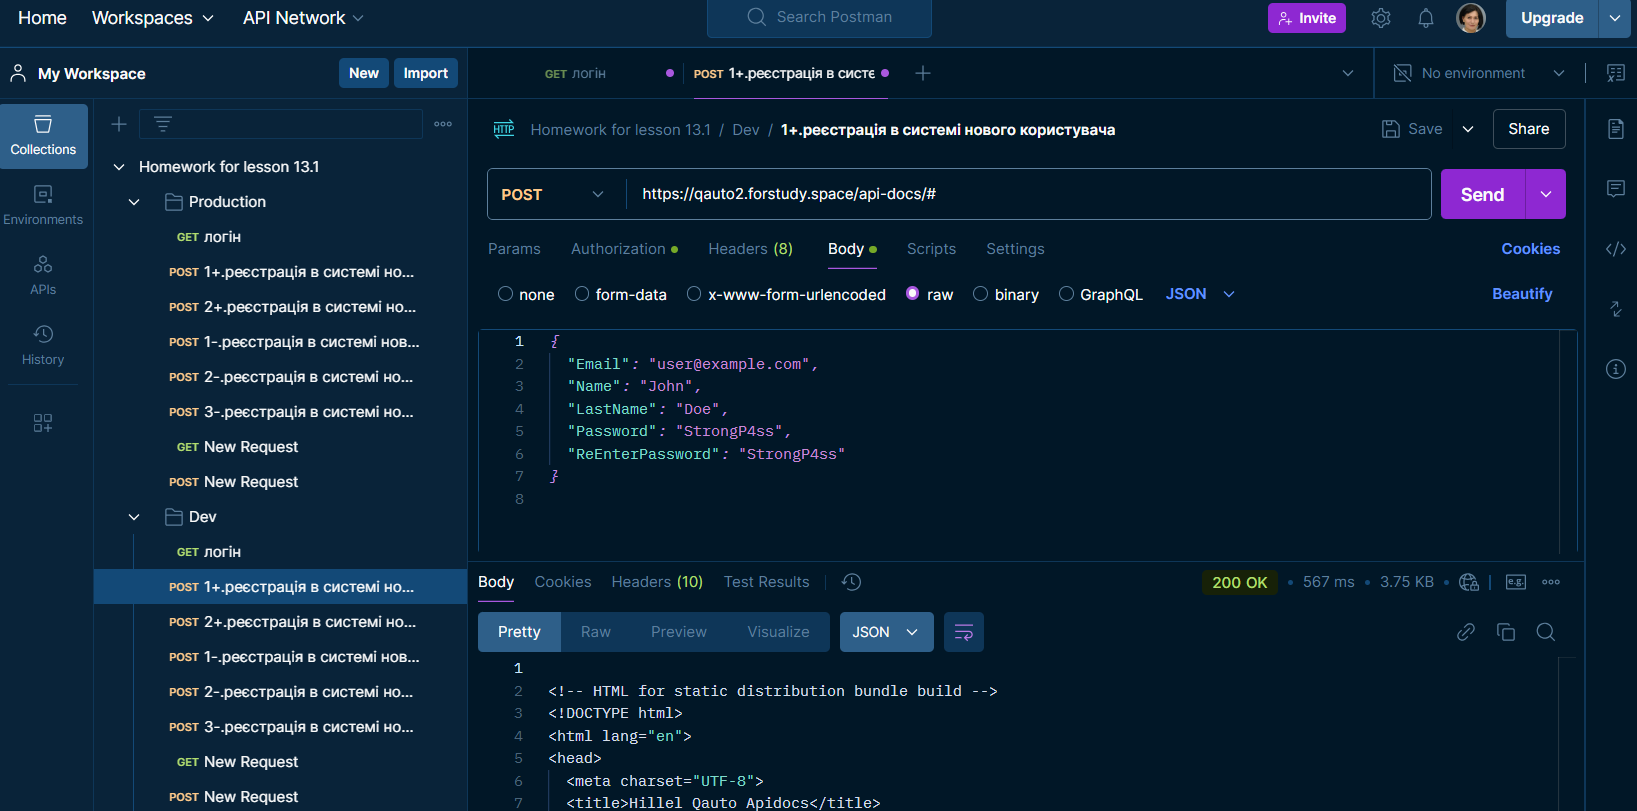 Home Workspaces API Network Search Postman Invite Upgrade
My Workspace New Import
GET логін POST 1+.реєстрація в систє No environment
Collections
Environments
APIs
History
Homework for lesson 13.1
Production
GET логін
POST 1+.реєстрація в системі но...
POST 2+.реєстрація в системі но...
POST 1-.реєстрація в системі нов...
POST 2-.реєстрація в системі но...
POST 3-.реєстрація в системі но...
GET New Request
POST New Request
Dev
GET логін
POST 1+.реєстрація в системі но...
POST 2+.реєстрація в системі но...
POST 1-.реєстрація в системі нов...
POST 2-.реєстрація в системі но...
POST 3-.реєстрація в системі но...
GET New Request
POST New Request
HTTP Homework for lesson 13.1 / Dev / 1+.реєстрація в системі нового користувача Save Share
POST https://qauto2.forstudy.space/api-docs/# Send
Params Authorization Headers (8) Body Scripts Settings Cookies
none form-data x-www-form-urlencoded raw binary GraphQL JSON Beautify
1 {
2 "Email": "user@example.com",
3 "Name": "John",
4 "LastName": "Doe",
5 "Password": "StrongP4ss",
6 "ReEnterPassword": "StrongP4ss"
7 }
8
Body Cookies Headers (10) Test Results 200 OK 567 ms 3.75 KB e.g.
Pretty Raw Preview Visualize JSON
1
2 <!-- HTML for static distribution bundle build -->
3 <!DOCTYPE html>
4 <html lang="en">
5 <head>
6 <meta charset="UTF-8">
7 <title>Hillel Qauto Apidocs</title>